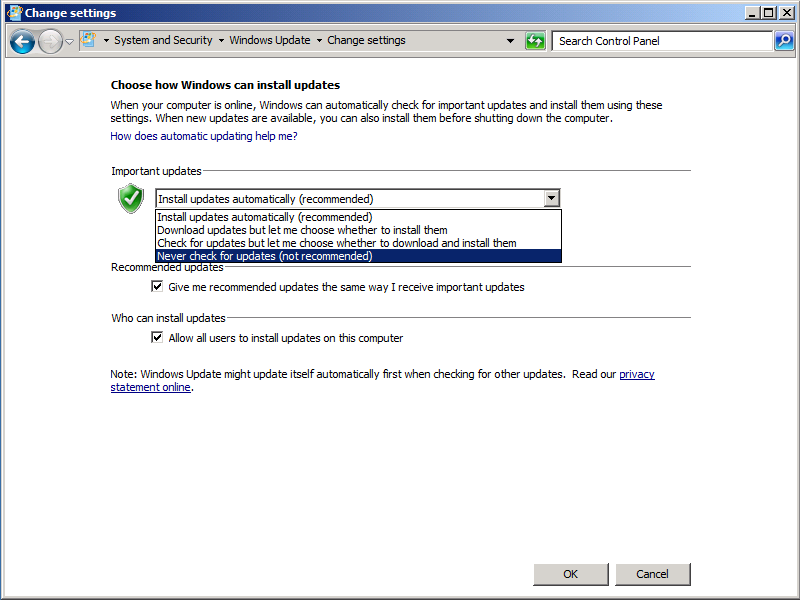 Change settings
System and Security Windows Update Change settings
Search Control Panel
Choose how Windows can install updates
When your computer is online, Windows can automatically check for important updates and install them using these
settings. When new updates are available, you can also install them before shutting down the computer.
How does automatic updating help me?
Important updates
Install updates automatically (recommended)
Install updates automatically (recommended)
Download updates but let me choose whether to install them
Check for updates but let me choose whether to download and install them
Never check for updates (not recommended)
Recommended updates
Give me recommended updates the same way I receive important updates
Who can install updates
Allow all users to install updates on this computer
Note: Windows Update might update itself automatically first when checking for other updates. Read our privacy
statement online.
OK Cancel